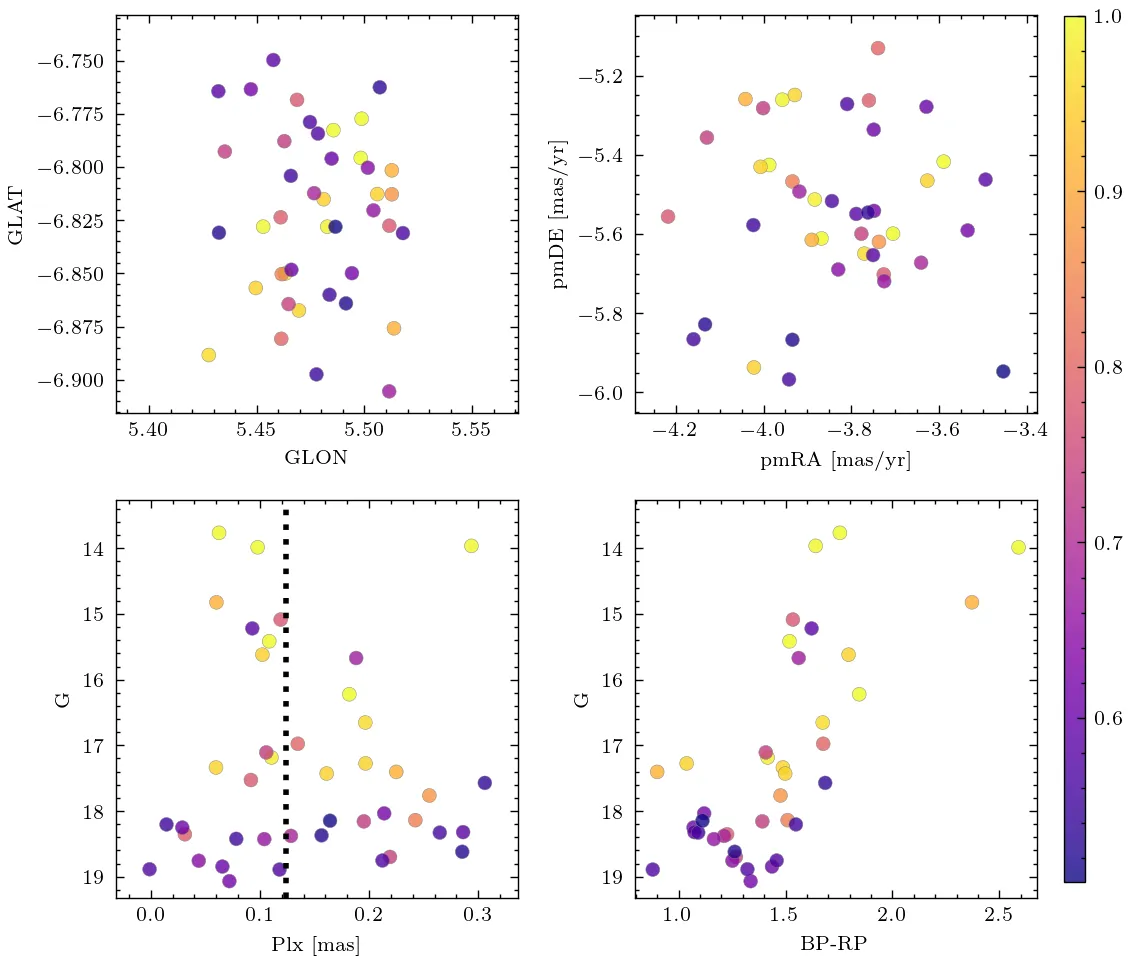 −6.750
−6.775
−6.800
−6.825
−6.850
−6.875
−6.900
GLAT
5.40 5.45 5.50 5.55
GLON
−5.2
−5.4
−5.6
−5.8
−6.0
pmDE [mas/yr]
−4.2 −4.0 −3.8 −3.6 −3.4
pmRA [mas/yr]
14
15
16
17
18
19
G
0.0 0.1 0.2 0.3
Plx [mas]
14
15
16
17
18
19
G
1.0 1.5 2.0 2.5
BP-RP
1.0
0.9
0.8
0.7
0.6